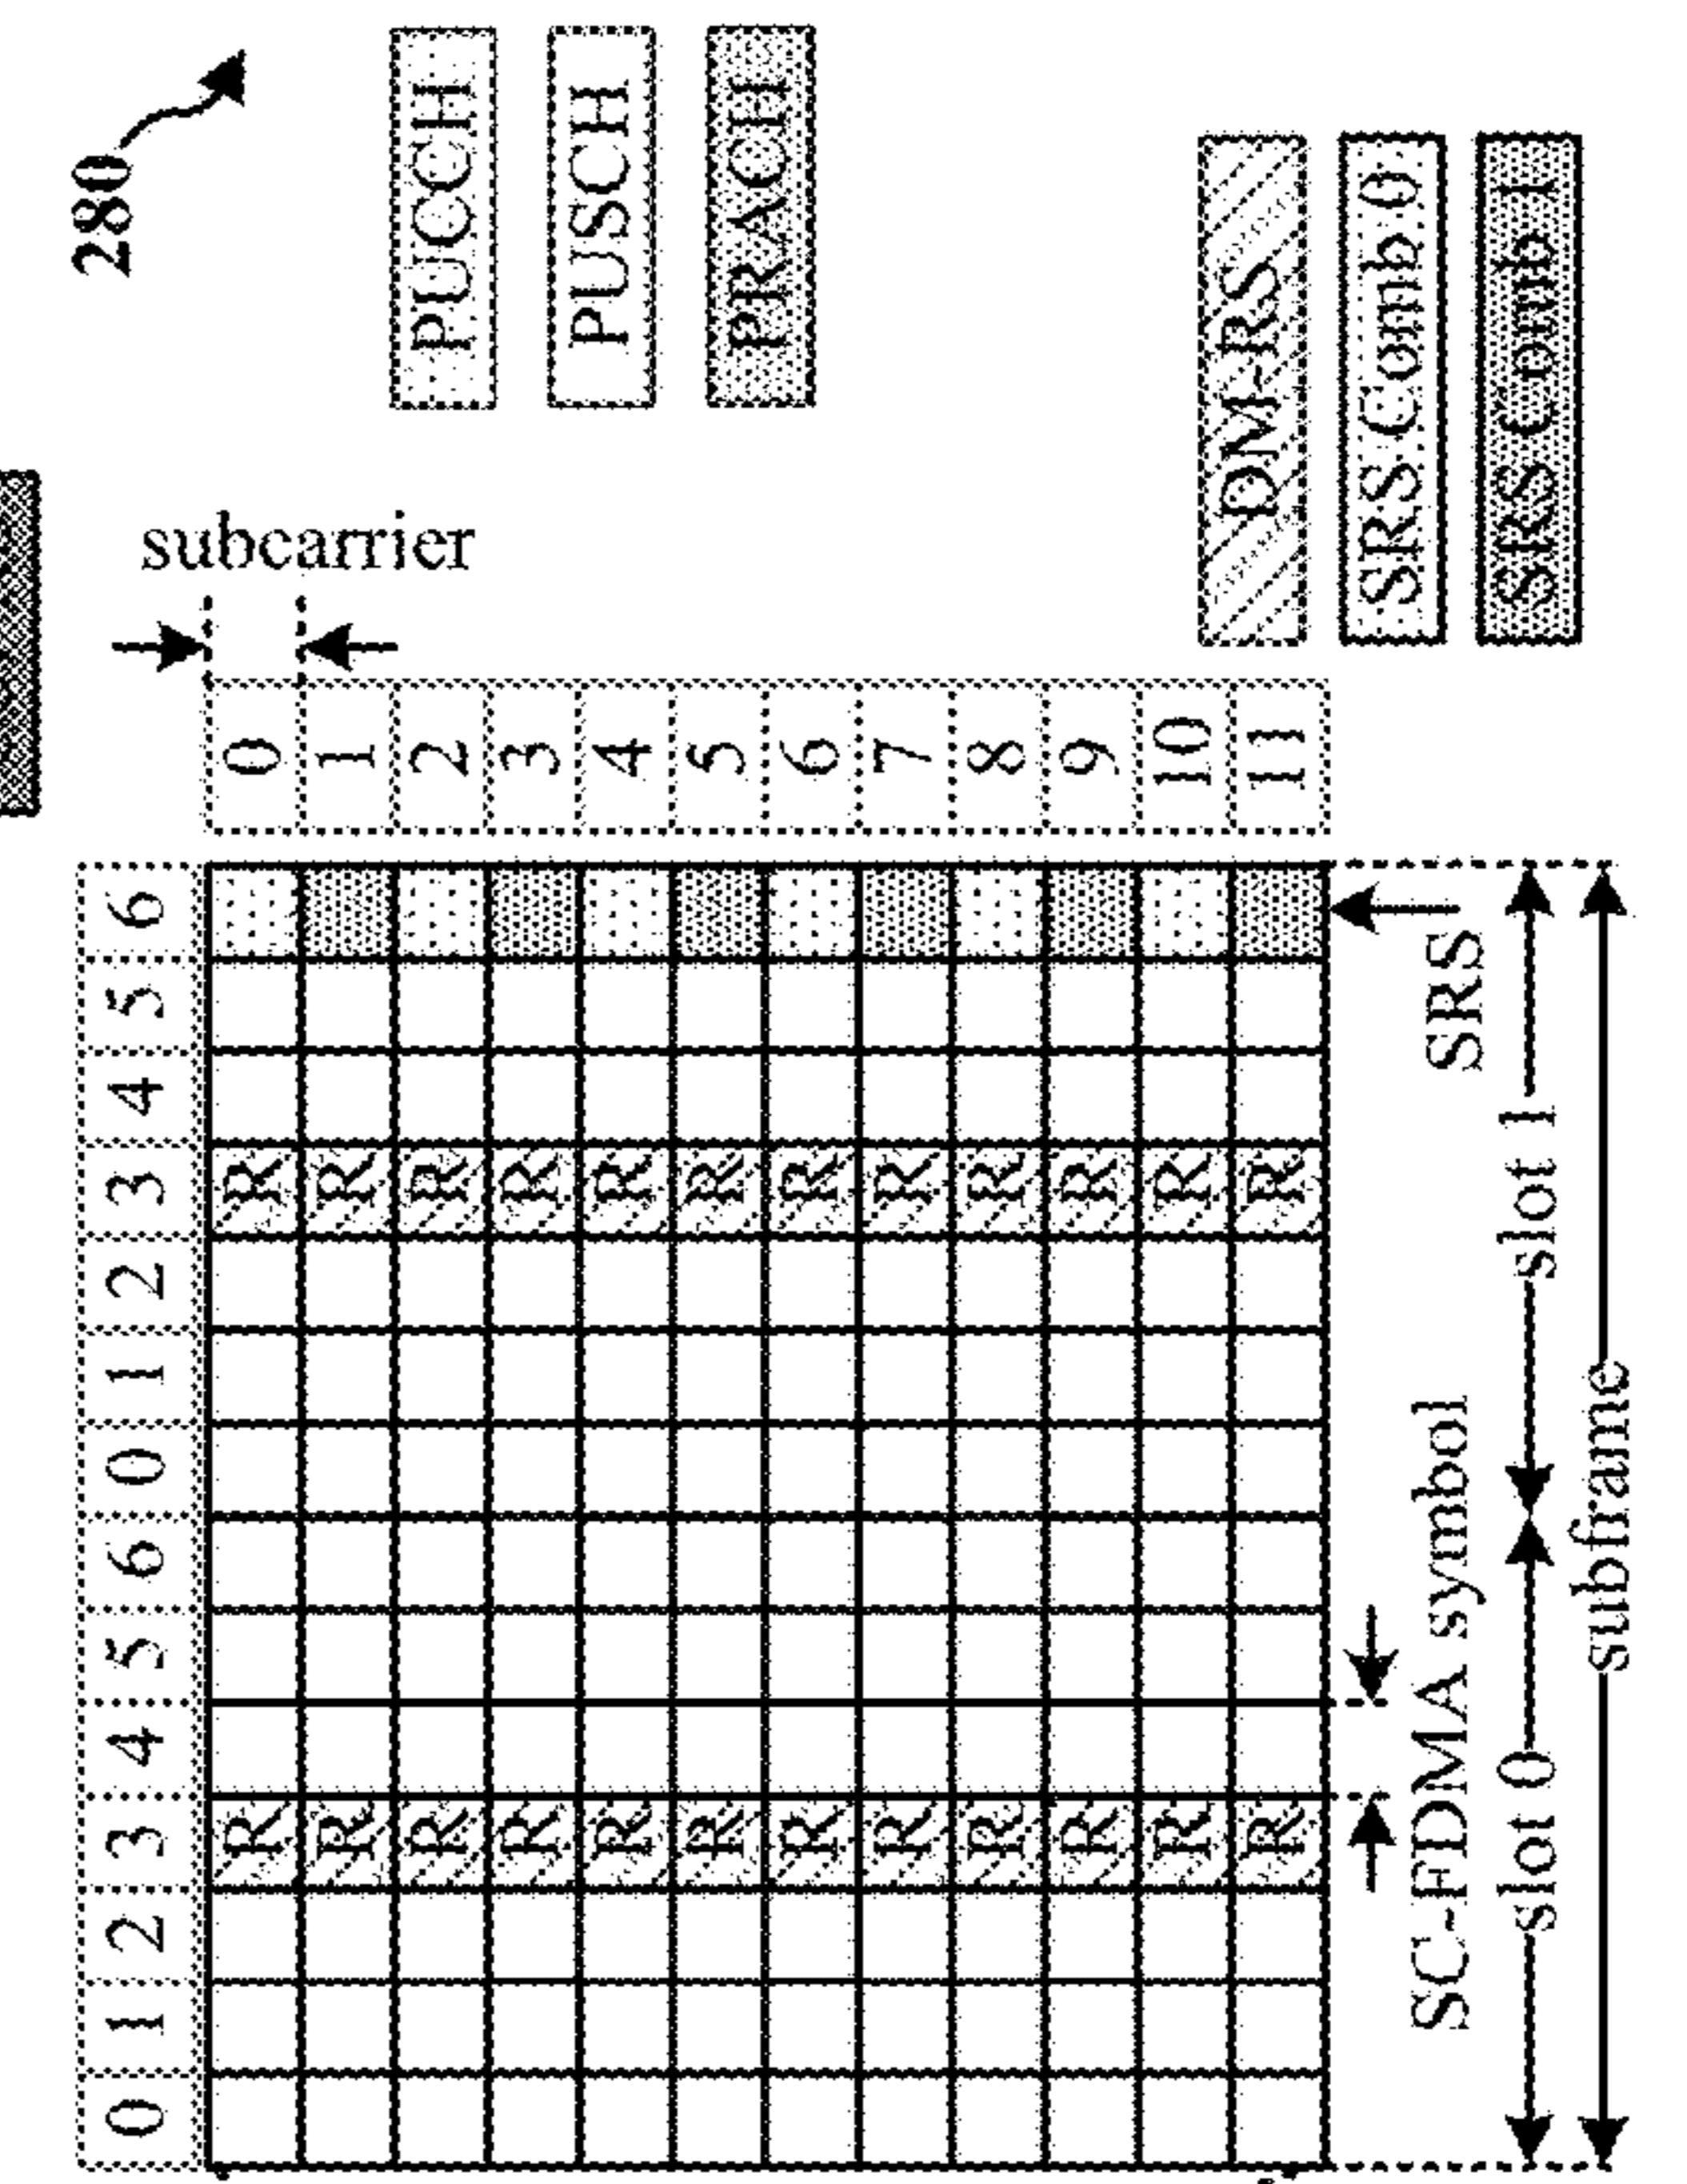 0 1 2 3 4 5 6 0 1 2 3 4 5 6
280
subcarrier
R R 0
R R 1
R R 2
R R 3
R R 4
R R 5
R R 6
R R 7
R R 8
R R 9
R R 10
R R 11
PUCCH
PUSCH
PRACH
DM-RS
SRS Comb 0
SRS Comb 1
SC-FDMA symbol
SRS
slot 0
slot 1
subframe